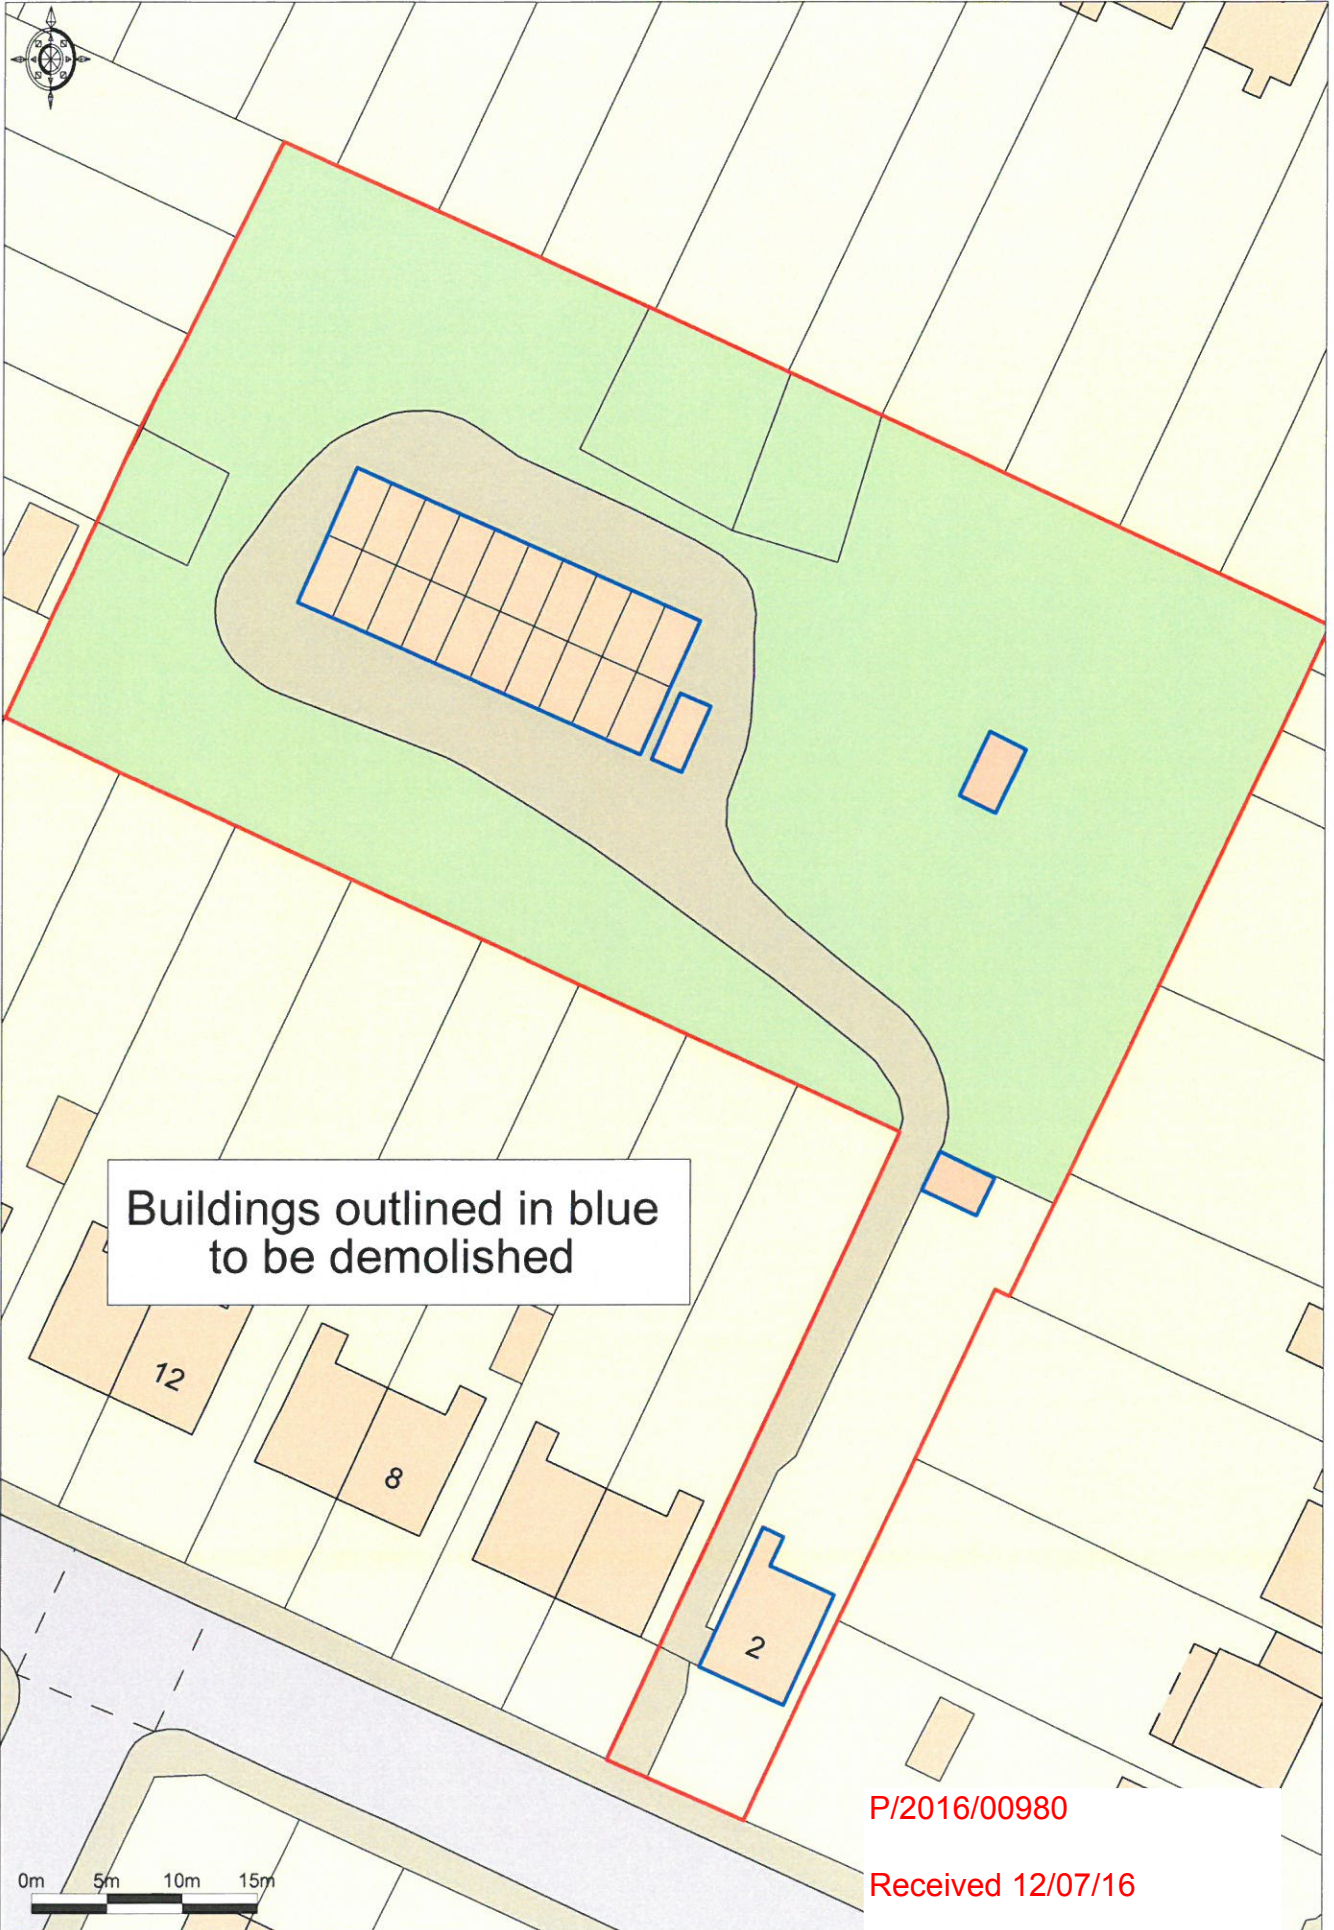 Buildings outlined in blue
to be demolished
12
8
2
P/2016/00980
Received 12/07/16
0m 5m 10m 15m